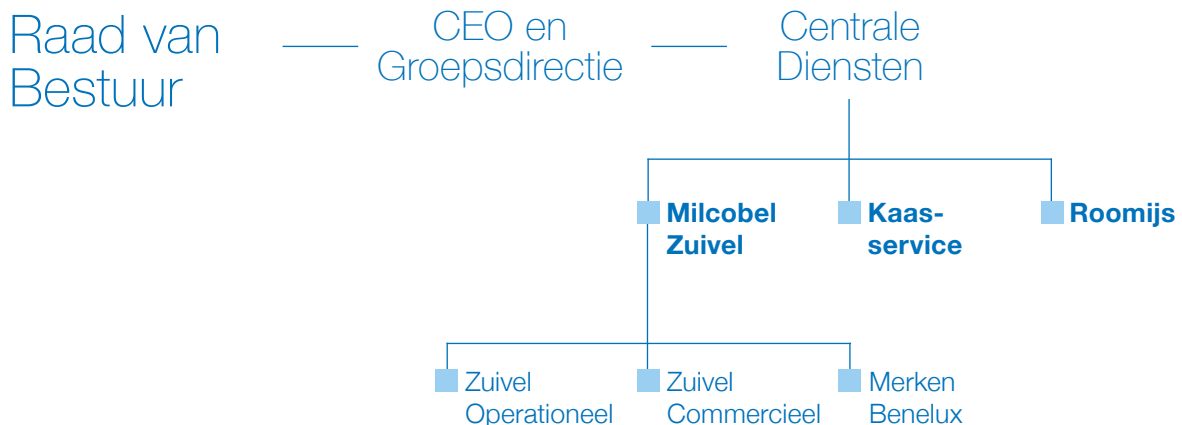 Raad van
Bestuur
CEO en
Groepsdirectie
Centrale
Diensten
Milcobel
Zuivel
Kaas-
service
Roomijs
Zuivel
Operationeel
Zuivel
Commercieel
Merken
Benelux